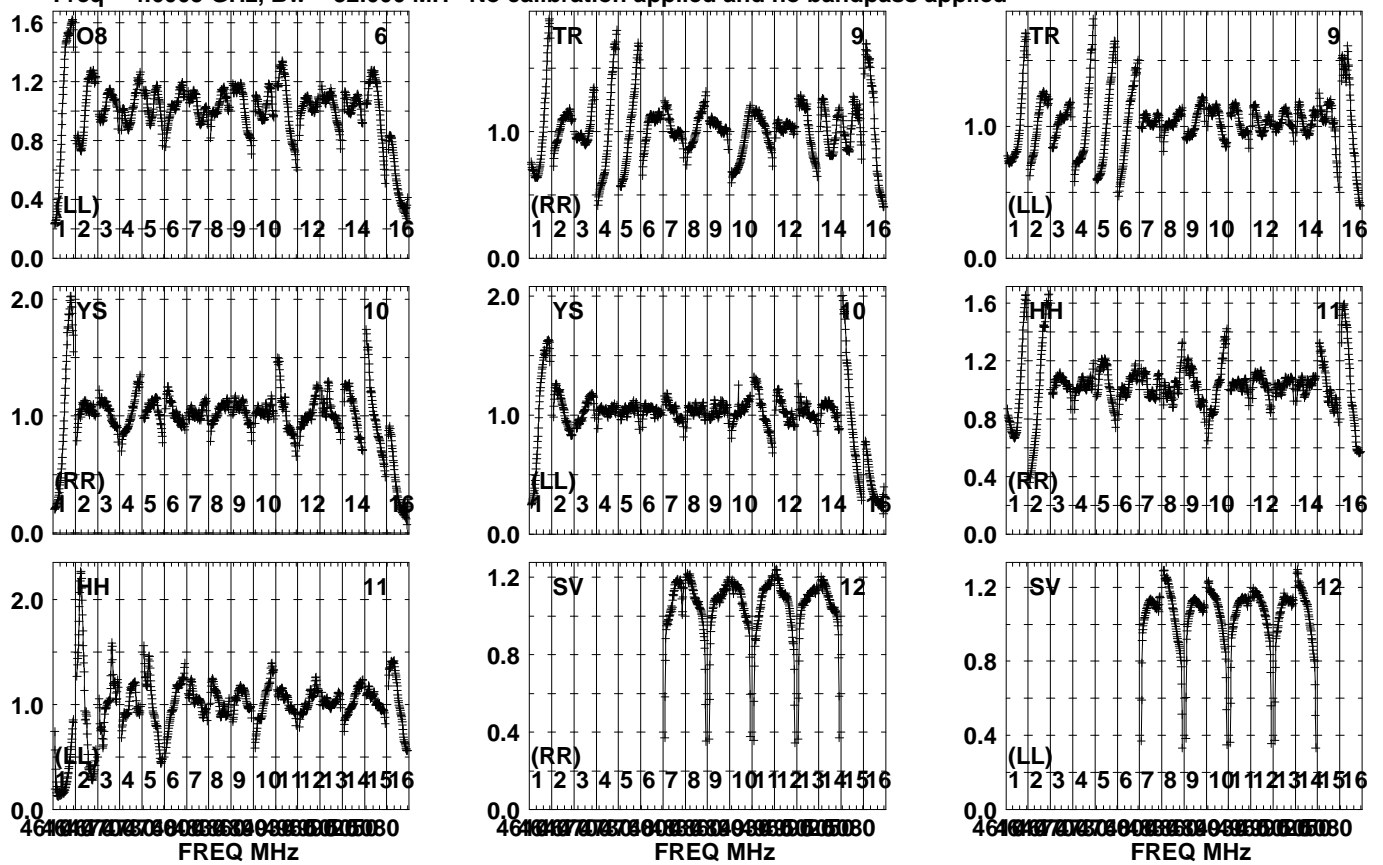 No calibration applied and no bandpass applied
1.6 O8 6
1.2
0.8
0.4 (LL)
1 2 3 4 5 6 7 8 9 10 12 14 16
0.0
TR 9
1.0
(RR)
1 2 3 4 5 6 7 8 9 10 12 14 16
0.0
TR 9
1.0
(LL)
1 2 3 4 5 6 7 8 9 10 12 14 16
0.0
2.0 YS 10
1.0
(RR)
1 2 3 4 5 6 7 8 9 10 12 14 16
0.0
2.0 YS 10
1.0
(LL)
1 2 3 4 5 6 7 8 9 10 12 14 16
0.0
1.6 HH 11
1.2
0.8
0.4 (RR)
1 2 3 4 5 6 7 8 9 10 12 14 16
0.0
HH 11
2.0
1.0
(LL)
1 2 3 4 5 6 7 8 9 10 11 12 13 14 15 16
0.0
FREQ MHz
1.2 SV 12
0.8
0.4
(RR)
1 2 3 4 5 6 7 8 9 10 11 12 13 14 15 16
0.0
FREQ MHz
1.2 SV 12
0.8
0.4
(LL)
1 2 3 4 5 6 7 8 9 10 11 12 13 14 15 16
0.0
FREQ MHz